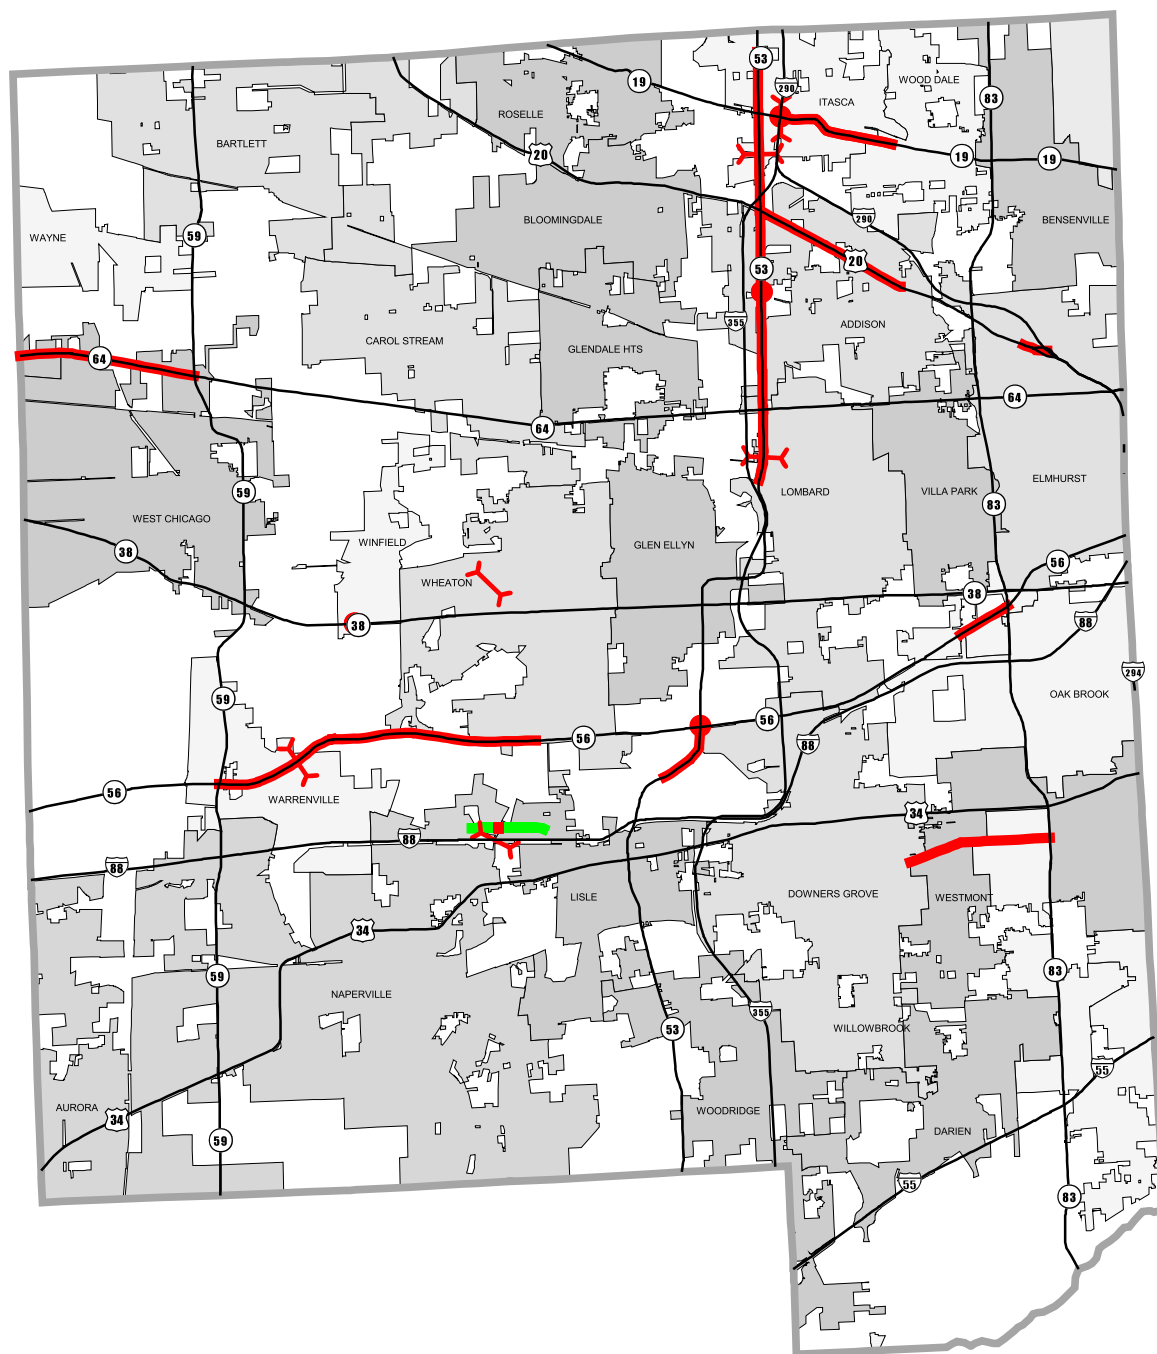 53
19
WOOD DALE
290
ITASCA
83
ROSELLE
BARTLETT
20
19
19
BLOOMINGDALE
290
BENSENVILLE
WAYNE
59
20
53
355
ADDISON
CAROL STREAM
GLENDALE HTS
64
64
64
ELMHURST
59
LOMBARD
VILLA PARK
83
WEST CHICAGO
WINFIELD
GLEN ELLYN
38
56
WHEATON
38
38
88
294
59
OAK BROOK
56
56
88
56
WARRENVILLE
34
88
88
DOWNERS GROVE
LISLE
WESTMONT
34
59
83
NAPERVILLE
355
53
WILLOWBROOK
55
AURORA
34
WOODRIDGE
DARIEN
59
55
83